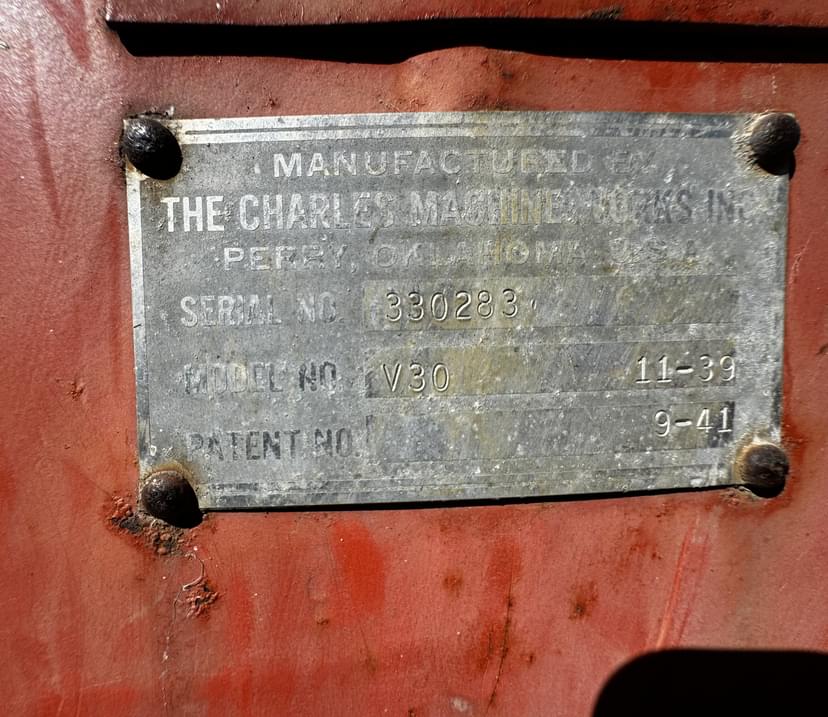 MANUFACTURED BY
THE CHARLES MACHINE WORKS INC
PERRY, OKLAHOMA U.S.A.
SERIAL NO. 330283
MODEL NO. V30 11-39
PATENT NO. 9-41